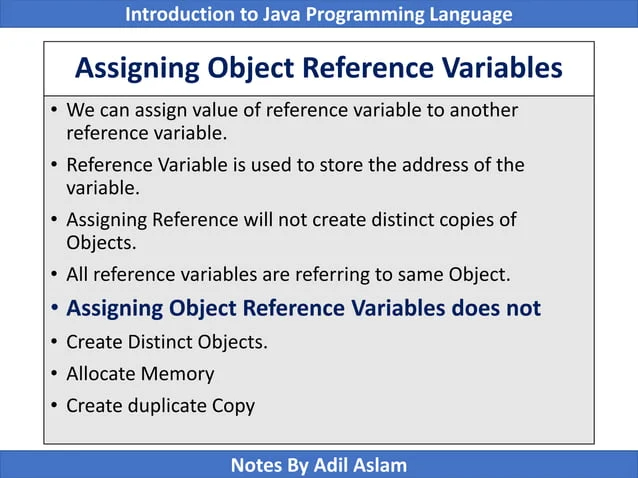 Introduction to Java Programming Language
Assigning Object Reference Variables
• We can assign value of reference variable to another
reference variable.
• Reference Variable is used to store the address of the
variable.
• Assigning Reference will not create distinct copies of
Objects.
• All reference variables are referring to same Object.
• Assigning Object Reference Variables does not
• Create Distinct Objects.
• Allocate Memory
• Create duplicate Copy
Notes By Adil Aslam